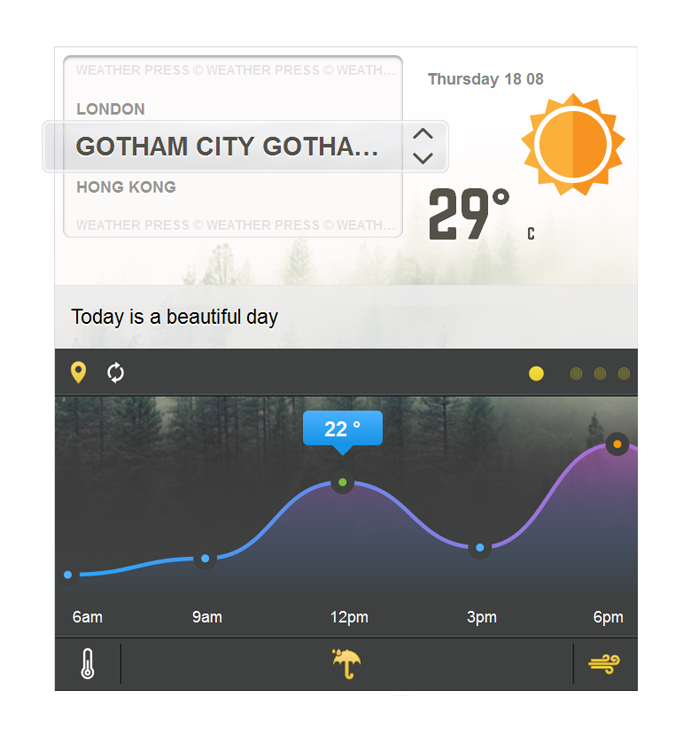 WEATHER PRESS © WEATHER PRESS © WEATH...
Thursday 18 08
LONDON
GOTHAM CITY GOTHA...
HONG KONG
29° c
WEATHER PRESS © WEATHER PRESS © WEATH...
Today is a beautiful day
22 °
6am 9am 12pm 3pm 6pm